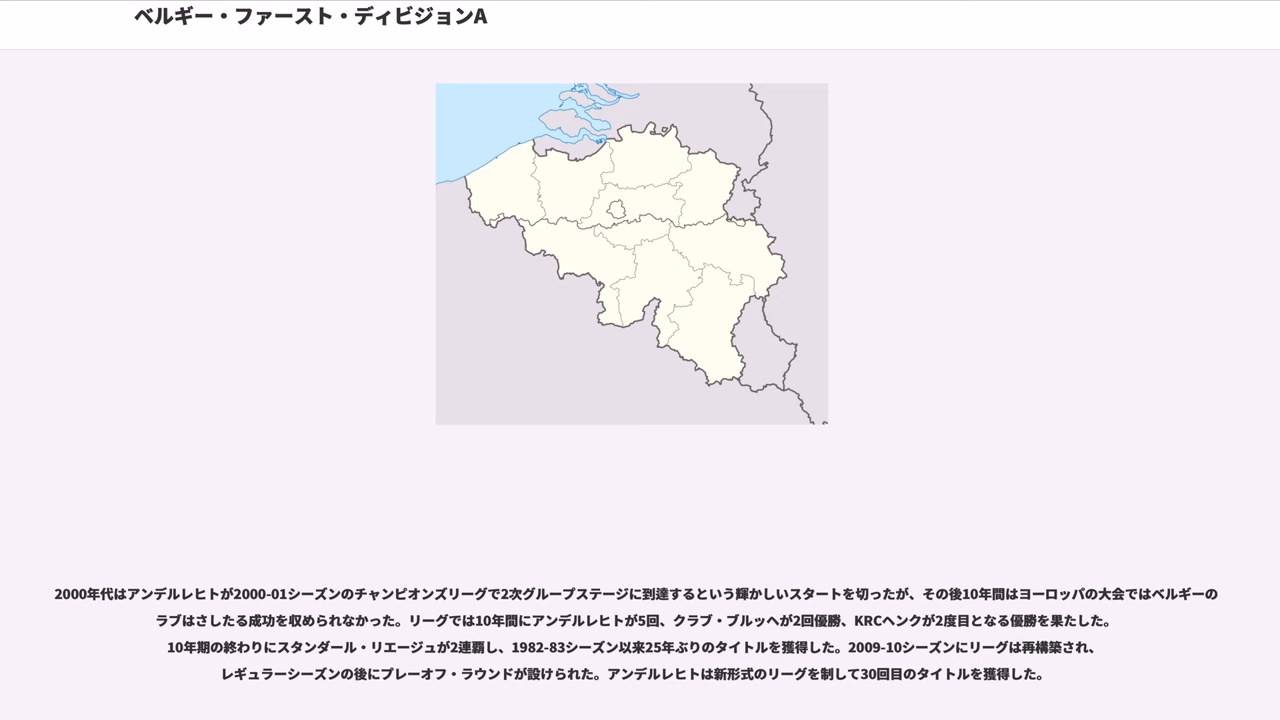 ベルギー・ファースト・ディビジョンA
2000年代はアンデルレヒトが2000-01シーズンのチャンピオンズリーグで2次グループステージに到達するという輝かしいスタートを切ったが、その後10年間はヨーロッパの大会ではベルギーの
ラブはさしたる成功を収められなかった。リーグでは10年間にアンデルレヒトが5回、クラブ・ブルッヘが2回優勝、KRCヘンクが2度目となる優勝を果たした。
10年期の終わりにスタンダール・リエージュが2連覇し、1982-83シーズン以来25年ぶりのタイトルを獲得した。2009-10シーズンにリーグは再構築され、
レギュラーシーズンの後にプレーオフ・ラウンドが設けられた。アンデルレヒトは新形式のリーグを制して30回目のタイトルを獲得した。